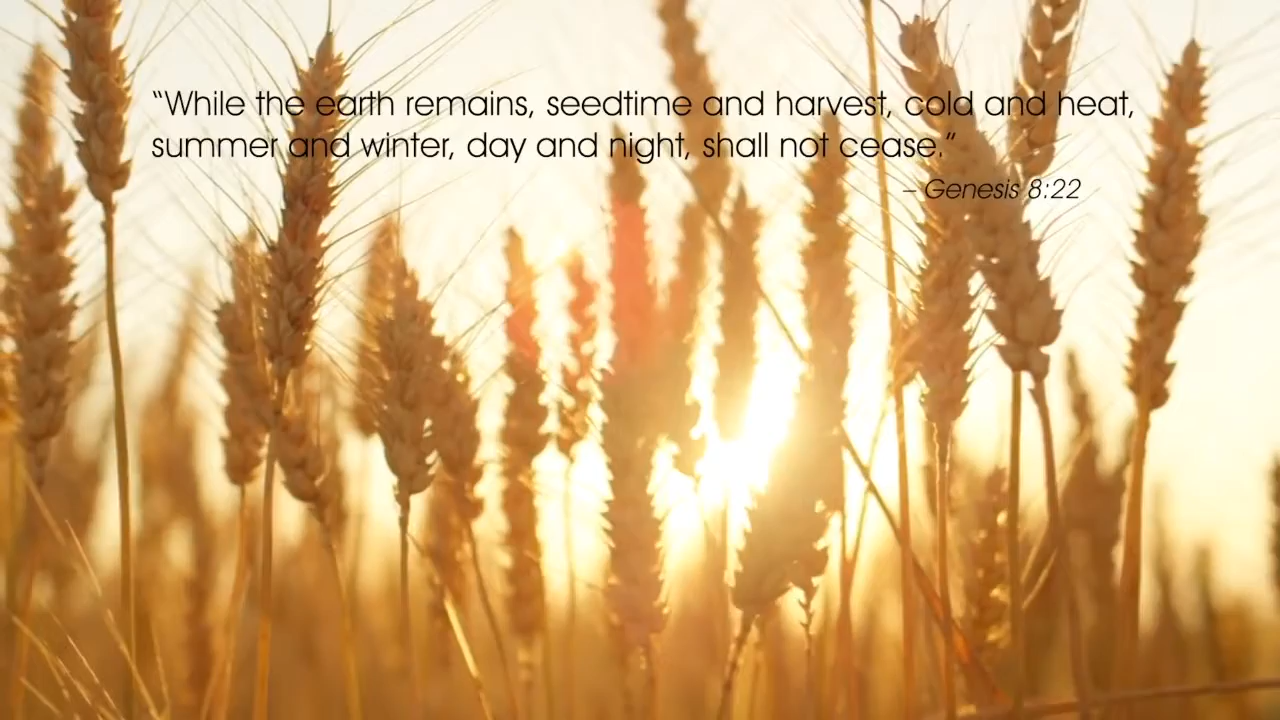 “While the earth remains, seedtime and harvest, cold and heat,
summer and winter, day and night, shall not cease.”
– Genesis 8:22